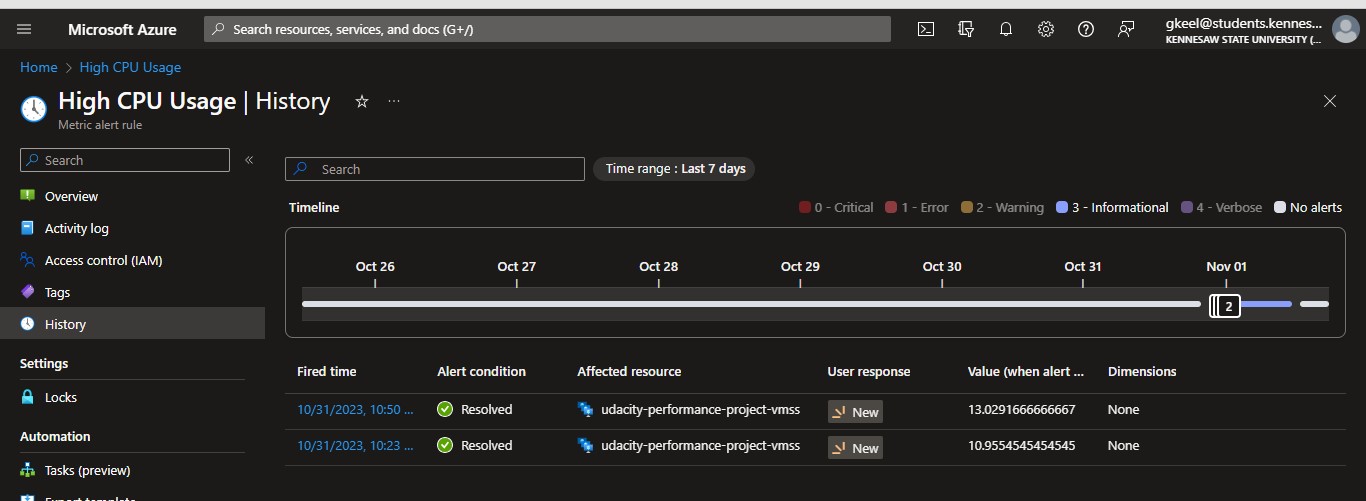 Microsoft Azure
Search resources, services, and docs (G+/)
gkeel@students.kennes...
KENNESAW STATE UNIVERSITY (...
Home > High CPU Usage
High CPU Usage | History
Metric alert rule
Search
Overview
Activity log
Access control (IAM)
Tags
History
Settings
Locks
Automation
Tasks (preview)
Export template
Search
Time range : Last 7 days
Timeline
0 - Critical 1 - Error 2 - Warning 3 - Informational 4 - Verbose No alerts
Oct 26 Oct 27 Oct 28 Oct 29 Oct 30 Oct 31 Nov 01
2
Fired time Alert condition Affected resource User response Value (when alert ... Dimensions
10/31/2023, 10:50 ... Resolved udacity-performance-project-vmss New 13.0291666666667 None
10/31/2023, 10:23 ... Resolved udacity-performance-project-vmss New 10.9554545454545 None